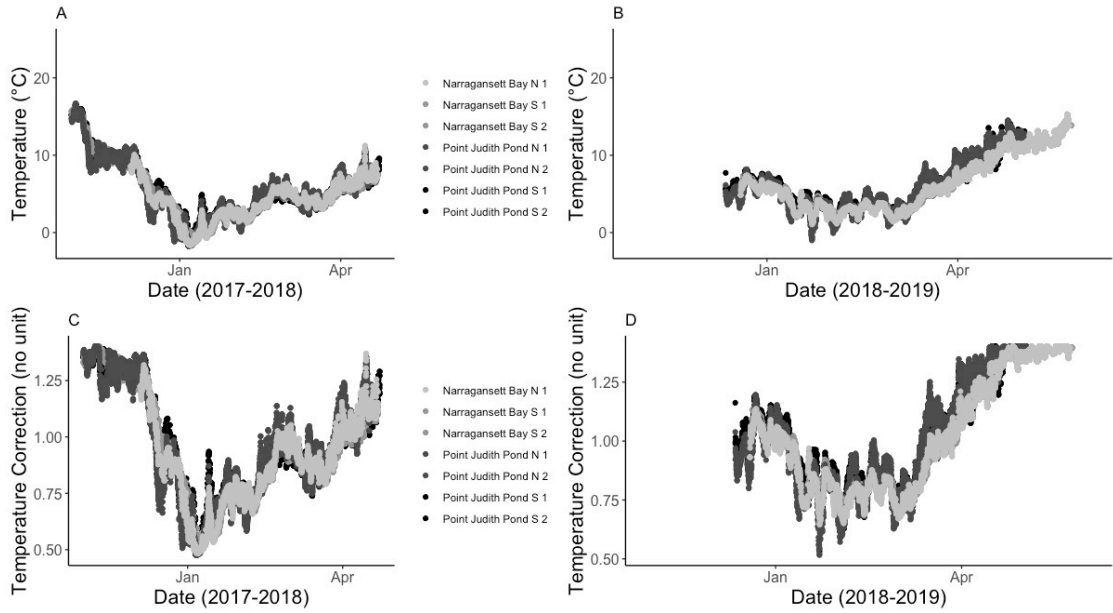 A
Temperature (°C)
20
10
0
Jan
Apr
Date (2017-2018)
Narragansett Bay N 1
Narragansett Bay S 1
Narragansett Bay S 2
Point Judith Pond N 1
Point Judith Pond N 2
Point Judith Pond S 1
Point Judith Pond S 2
B
Temperature (°C)
20
10
0
Jan
Apr
Date (2018-2019)
C
Temperature Correction (no unit)
1.25
1.00
0.75
0.50
Jan
Apr
Date (2017-2018)
Narragansett Bay N 1
Narragansett Bay S 1
Narragansett Bay S 2
Point Judith Pond N 1
Point Judith Pond N 2
Point Judith Pond S 1
Point Judith Pond S 2
D
Temperature Correction (no unit)
1.25
1.00
0.75
0.50
Jan
Apr
Date (2018-2019)